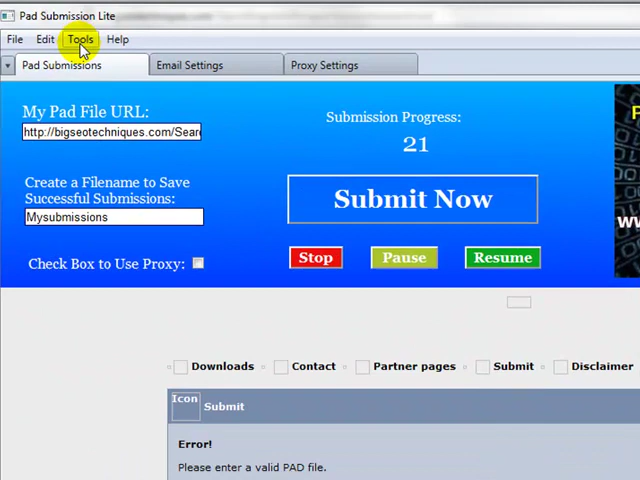 Pad Submission Lite
File Edit Tools Help
Pad Submissions Email Settings Proxy Settings
My Pad File URL:
http://bigseotechniques.com/Sear
Submission Progress:
21
Create a Filename to Save
Successful Submissions:
Mysubmissions
Submit Now
Check Box to Use Proxy:
Stop Pause Resume
Downloads Contact Partner pages Submit Disclaimer
Icon
Submit
Error!
Please enter a valid PAD file.